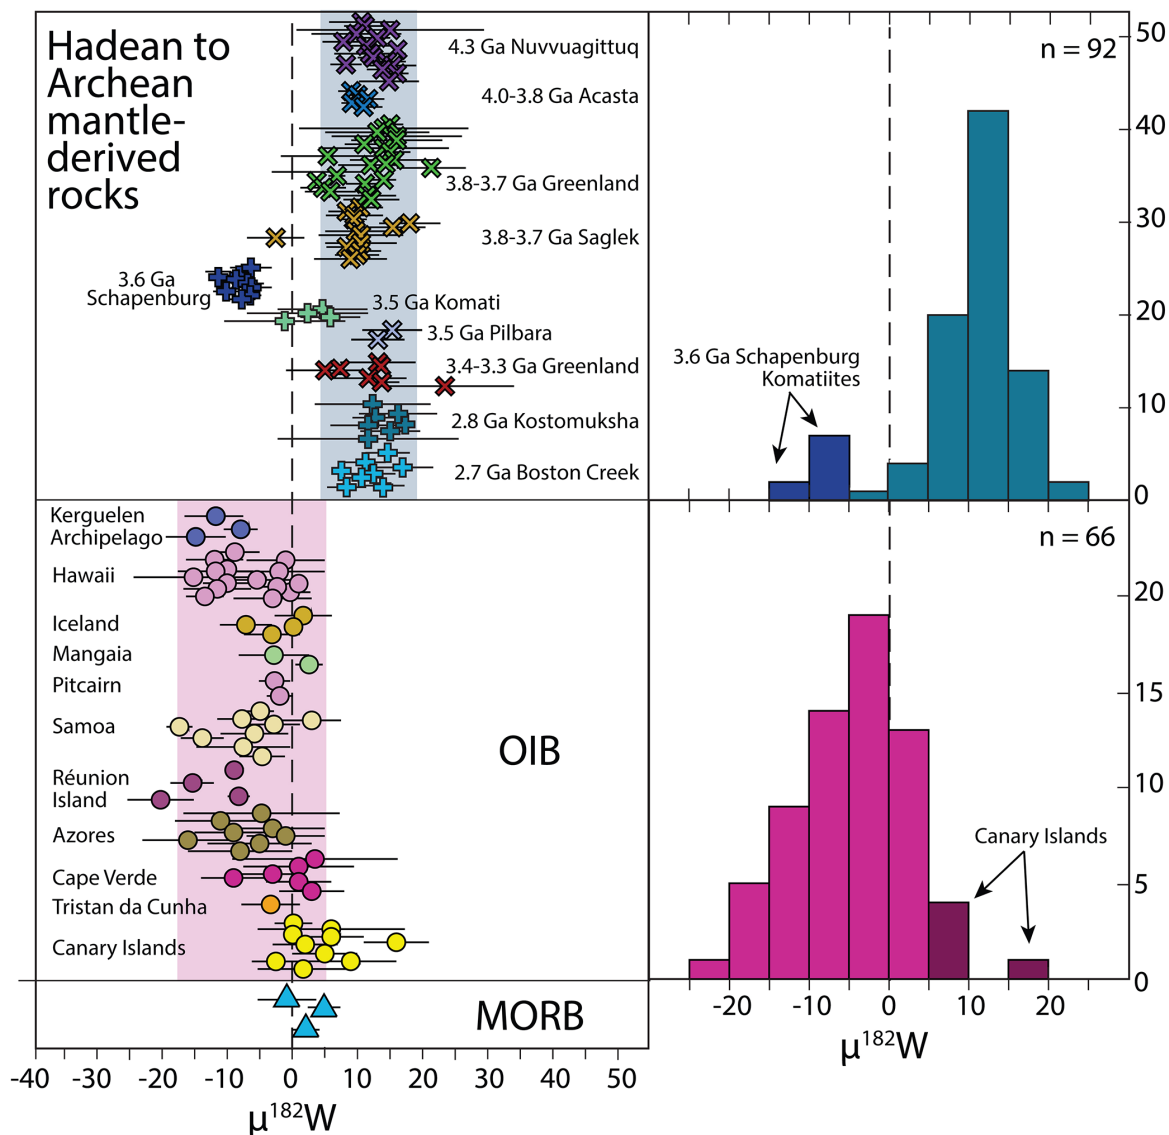 Hadean to
Archean
mantle-
derived
rocks
4.3 Ga Nuvvuagittuq
4.0-3.8 Ga Acasta
3.8-3.7 Ga Greenland
3.8-3.7 Ga Saglek
3.6 Ga
Schapenburg
3.5 Ga Komati
3.5 Ga Pilbara
3.4-3.3 Ga Greenland
2.8 Ga Kostomuksha
2.7 Ga Boston Creek
n = 92
50
40
30
20
10
0
3.6 Ga Schapenburg
Komatiites
Kerguelen
Archipelago
Hawaii
Iceland
Mangaia
Pitcairn
Samoa
Réunion
Island
Azores
Cape Verde
Tristan da Cunha
Canary Islands
OIB
MORB
-40 -30 -20 -10 0 10 20 30 40 50
μ¹⁸²W
n = 66
20
15
10
5
0
Canary Islands
-20 -10 0 10 20
μ¹⁸²W